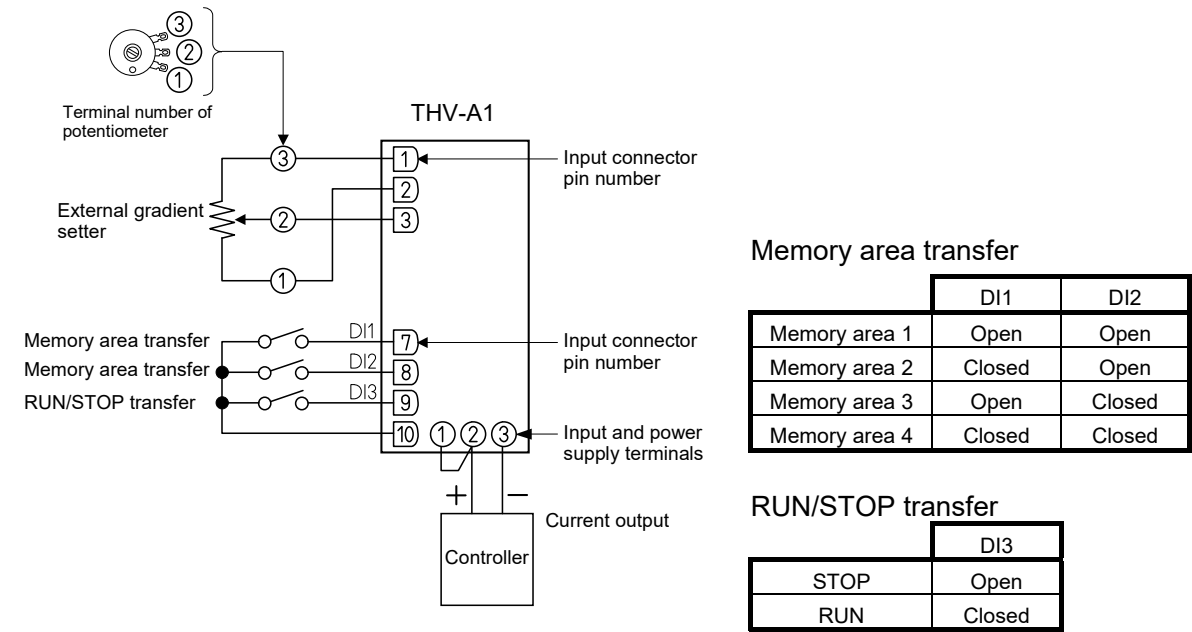 ③
②
①
Terminal number of
potentiometer
THV-A1
③
1
Input connector
pin number
2
External gradient
setter
②
3
①
Memory area transfer
DI1
7
Input connector
pin number
Memory area transfer
DI2
8
RUN/STOP transfer
DI3
9
10
① ② ③
Input and power
supply terminals
+ −
Current output
Controller
Memory area transfer
DI1 DI2
Memory area 1 Open Open
Memory area 2 Closed Open
Memory area 3 Open Closed
Memory area 4 Closed Closed
RUN/STOP transfer
DI3
STOP Open
RUN Closed